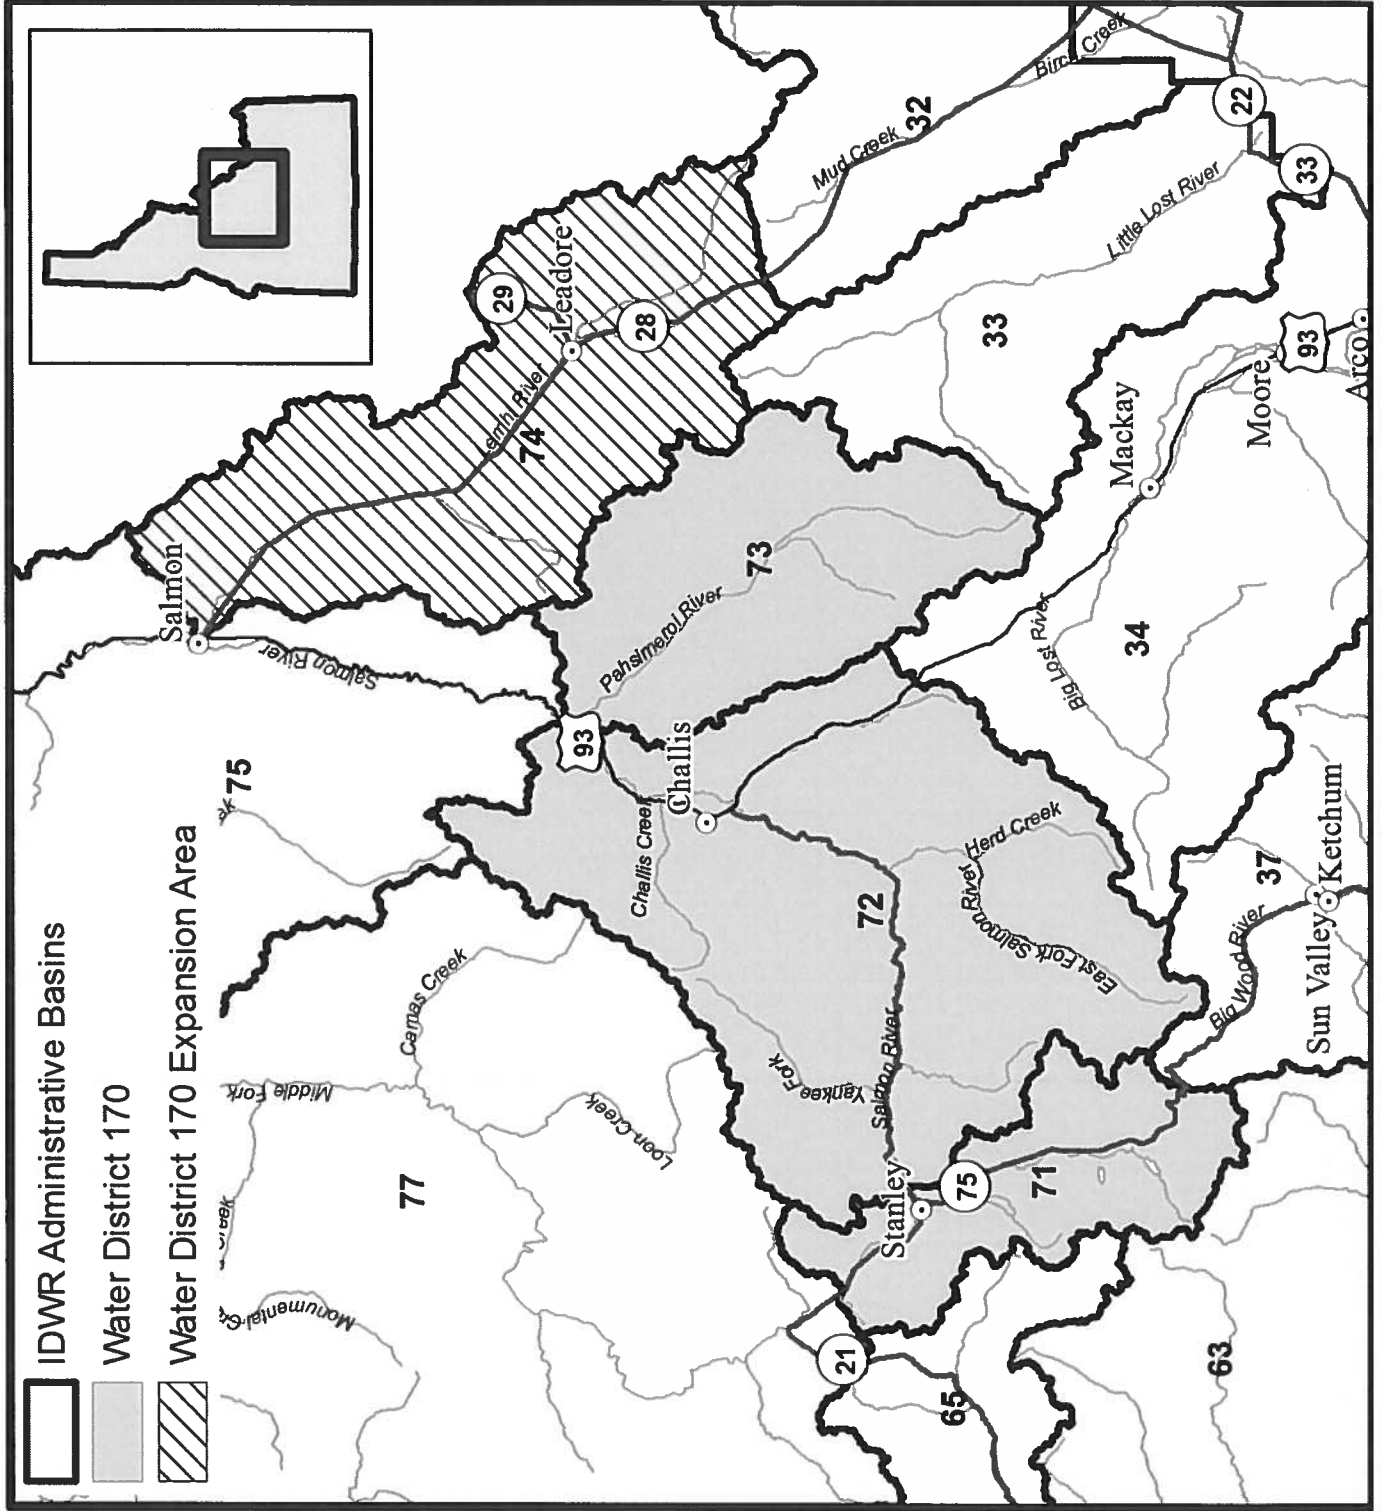 IDWR Administrative Basins
Water District 170
Water District 170 Expansion Area
Salmon
Salmon River
75
29
Leadore
28
emhi River
74
Mud Creek
32
Birch Creek
22
33
Little Lost River
33
Mackay
Moore
93
Arco
Big Lost River
34
73
Pahsimeroi River
93
Challis
Challis Creek
72
Herd Creek
East Fork Salmon River
Salmon River
Yankee Fork
Camas Creek
Middle Fork
Loon Creek
77
Monumental
Stanley
75
71
21
65
63
37
Big Wood River
Sun Valley
Ketchum